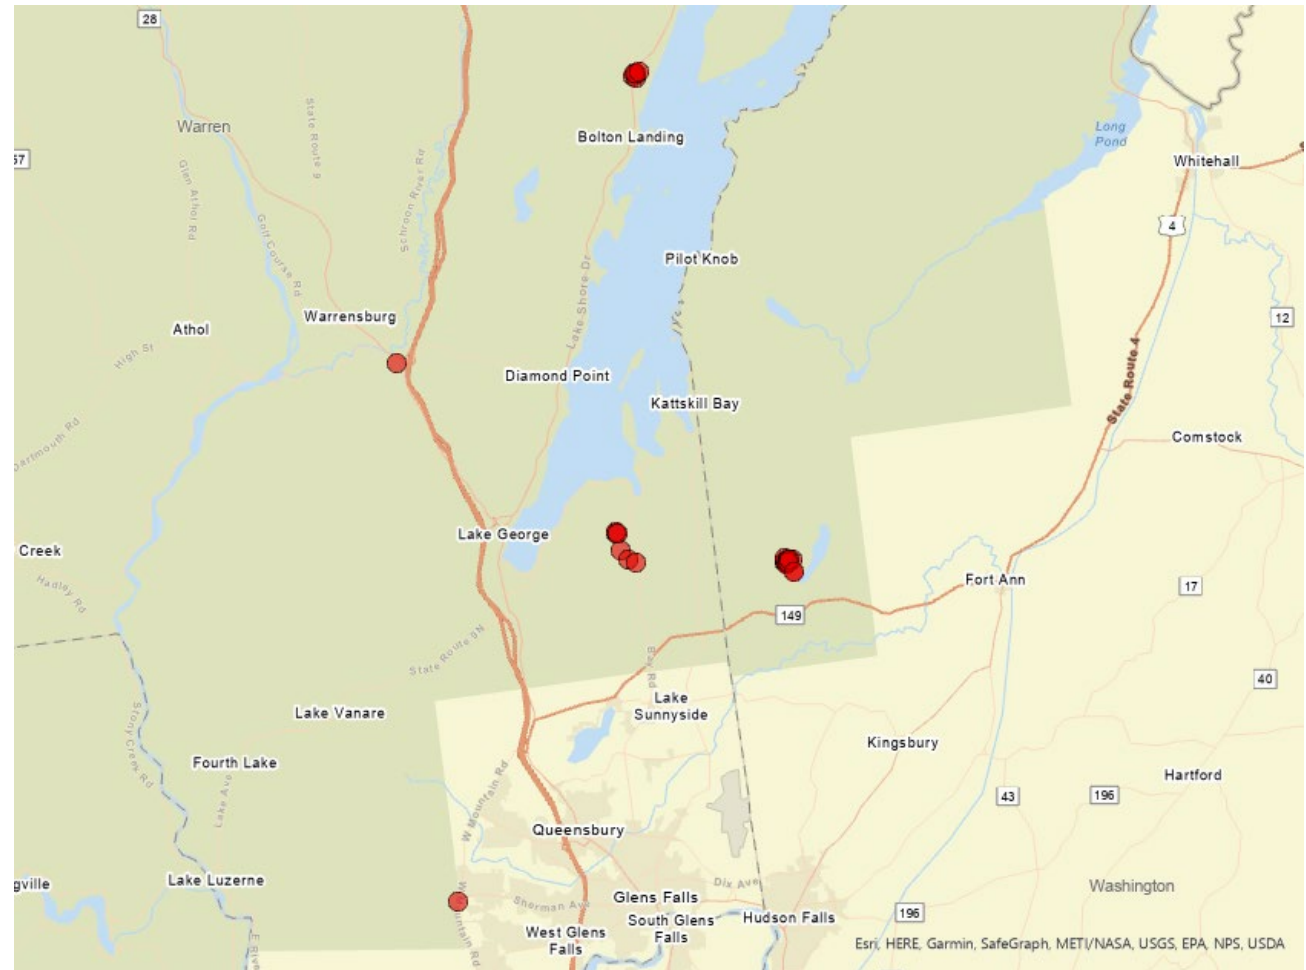 28
Warren
State Route 9
Bolton Landing
Long
Pond
Whitehall
57
Glen Athol Rd
Schroon River Rd
Golf Course Rd
4
Pilot Knob
Lake Shore Dr
Warrensburg
Athol
12
High St
State Route 4
Diamond Point
Kattskill Bay
Dartmouth Rd
Comstock
Lake George
Creek
Fort Ann
Hadley Rd
17
149
State Route 9N
Bay Rd
40
Lake
Sunnyside
Lake Vanare
Stony Creek Rd
Kingsbury
Fourth Lake
Hartford
Lake Ave
W Mountain Rd
43
196
Queensbury
Lake Luzerne
gville
Dix Ave
Washington
Glens Falls
Sherman Ave
South Glens
Falls
Hudson Falls
196
West Glens
Falls
Esri, HERE, Garmin, SafeGraph, METI/NASA, USGS, EPA, NPS, USDA